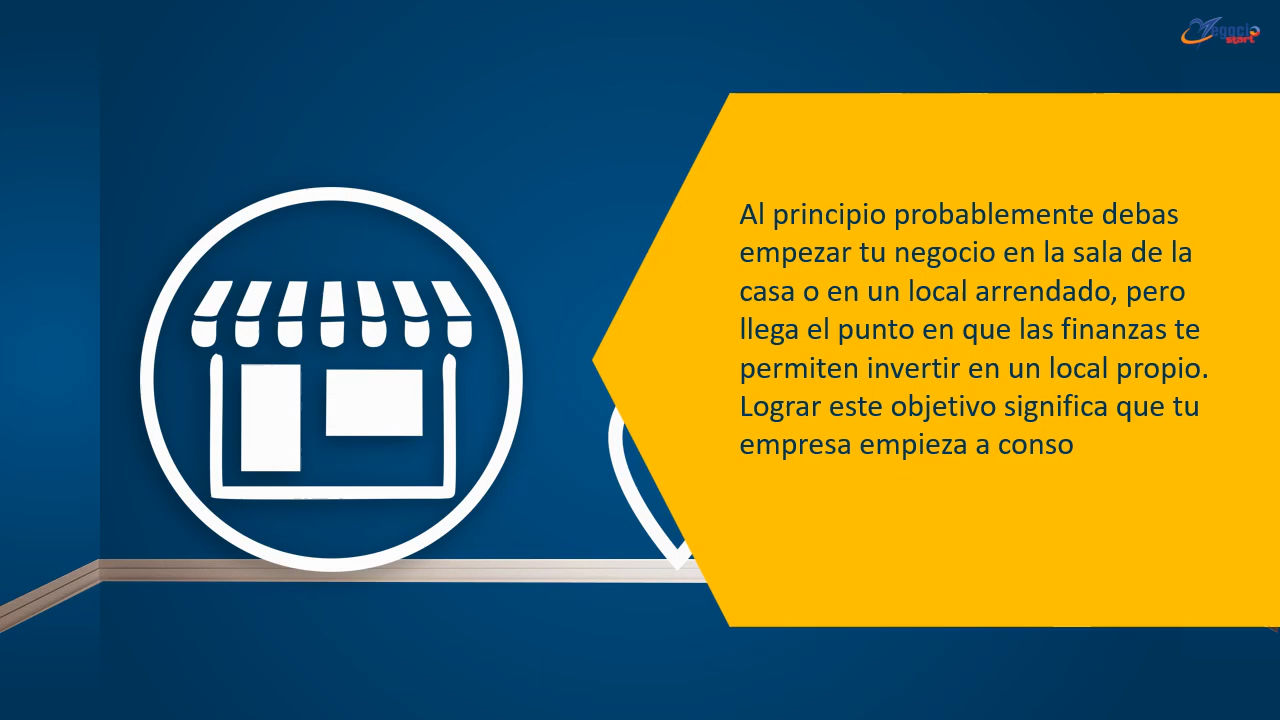 Negocio
start
Al principio probablemente debas
empezar tu negocio en la sala de la
casa o en un local arrendado, pero
llega el punto en que las finanzas te
permiten invertir en un local propio.
Lograr este objetivo significa que tu
empresa empieza a conso